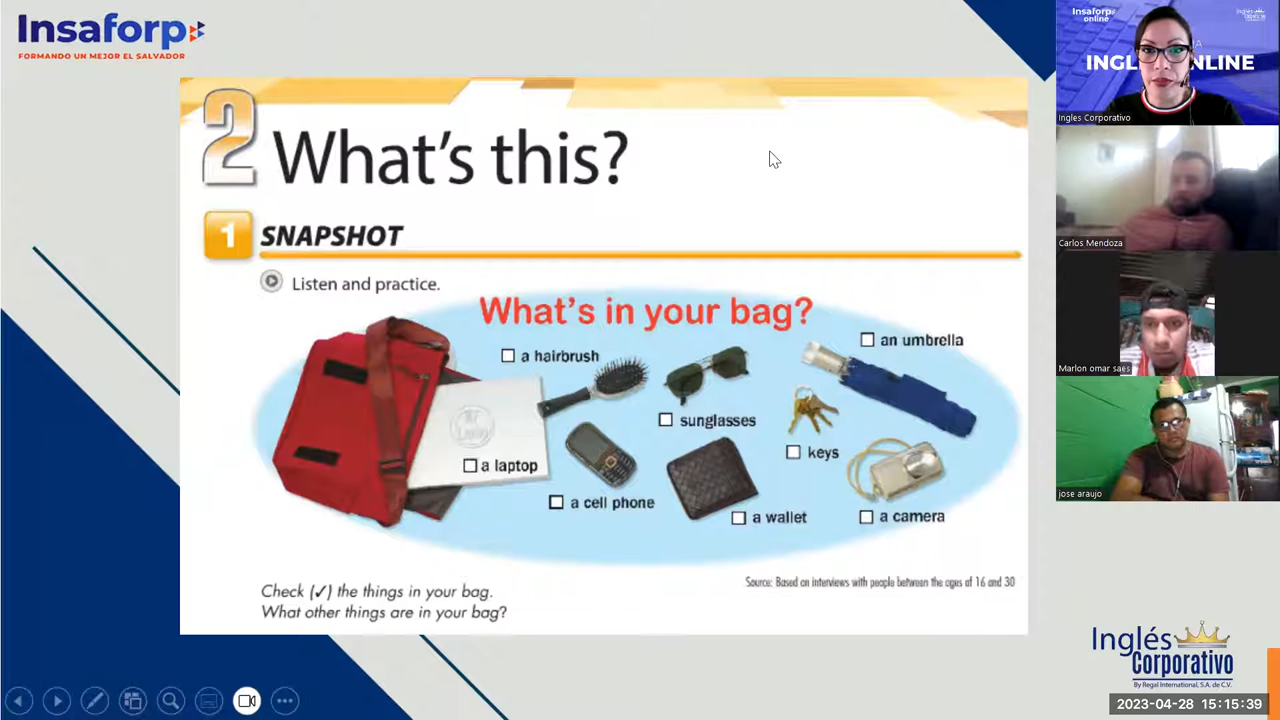 Insaforp
FORMANDO UN MEJOR EL SALVADOR
2 What's this?
1 SNAPSHOT
Listen and practice.
What's in your bag?
a hairbrush
sunglasses
an umbrella
a laptop
a cell phone
a wallet
keys
a camera
Source: Based on interviews with people between the ages of 16 and 30
Check (✓) the things in your bag.
What other things are in your bag?
Insaforp
online
Ingles Corporativo
Carlos Mendoza
Marlon omar saes
jose araujo
Inglés
Corporativo
By Regal International, S.A. de C.V.
2023-04-28 15:15:39